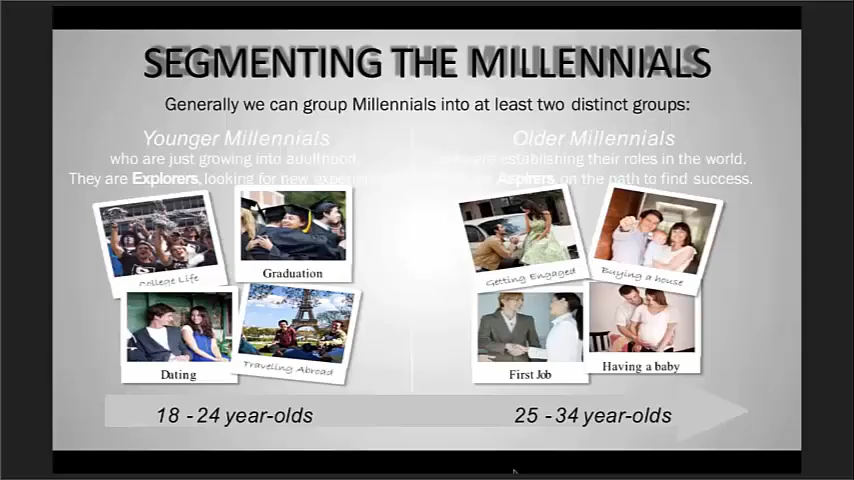 SEGMENTING THE MILLENNIALS
Generally we can group Millennials into at least two distinct groups:
Younger Millennials
who are just growing into adulthood.
They are Explorers, looking for new
College Life
Graduation
Dating
Traveling Abroad
18 - 24 year-olds
Older Millennials
establishing their roles in the world.
Aspirers, on the path to find success.
Getting Engaged
Buying a house
First Job
Having a baby
25 - 34 year-olds